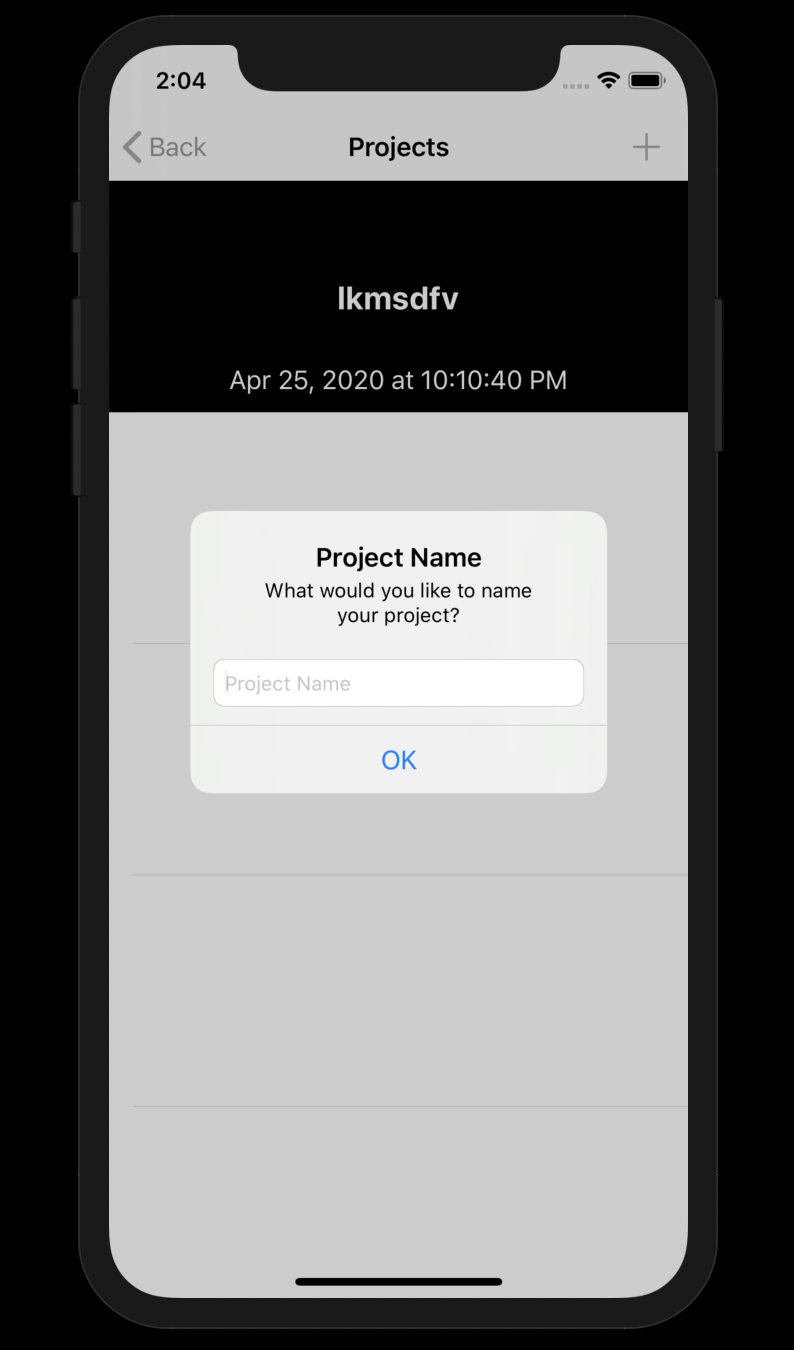 2:04
Back Projects +
lkmsdfv
Apr 25, 2020 at 10:10:40 PM
Project Name
What would you like to name
your project?
Project Name
OK